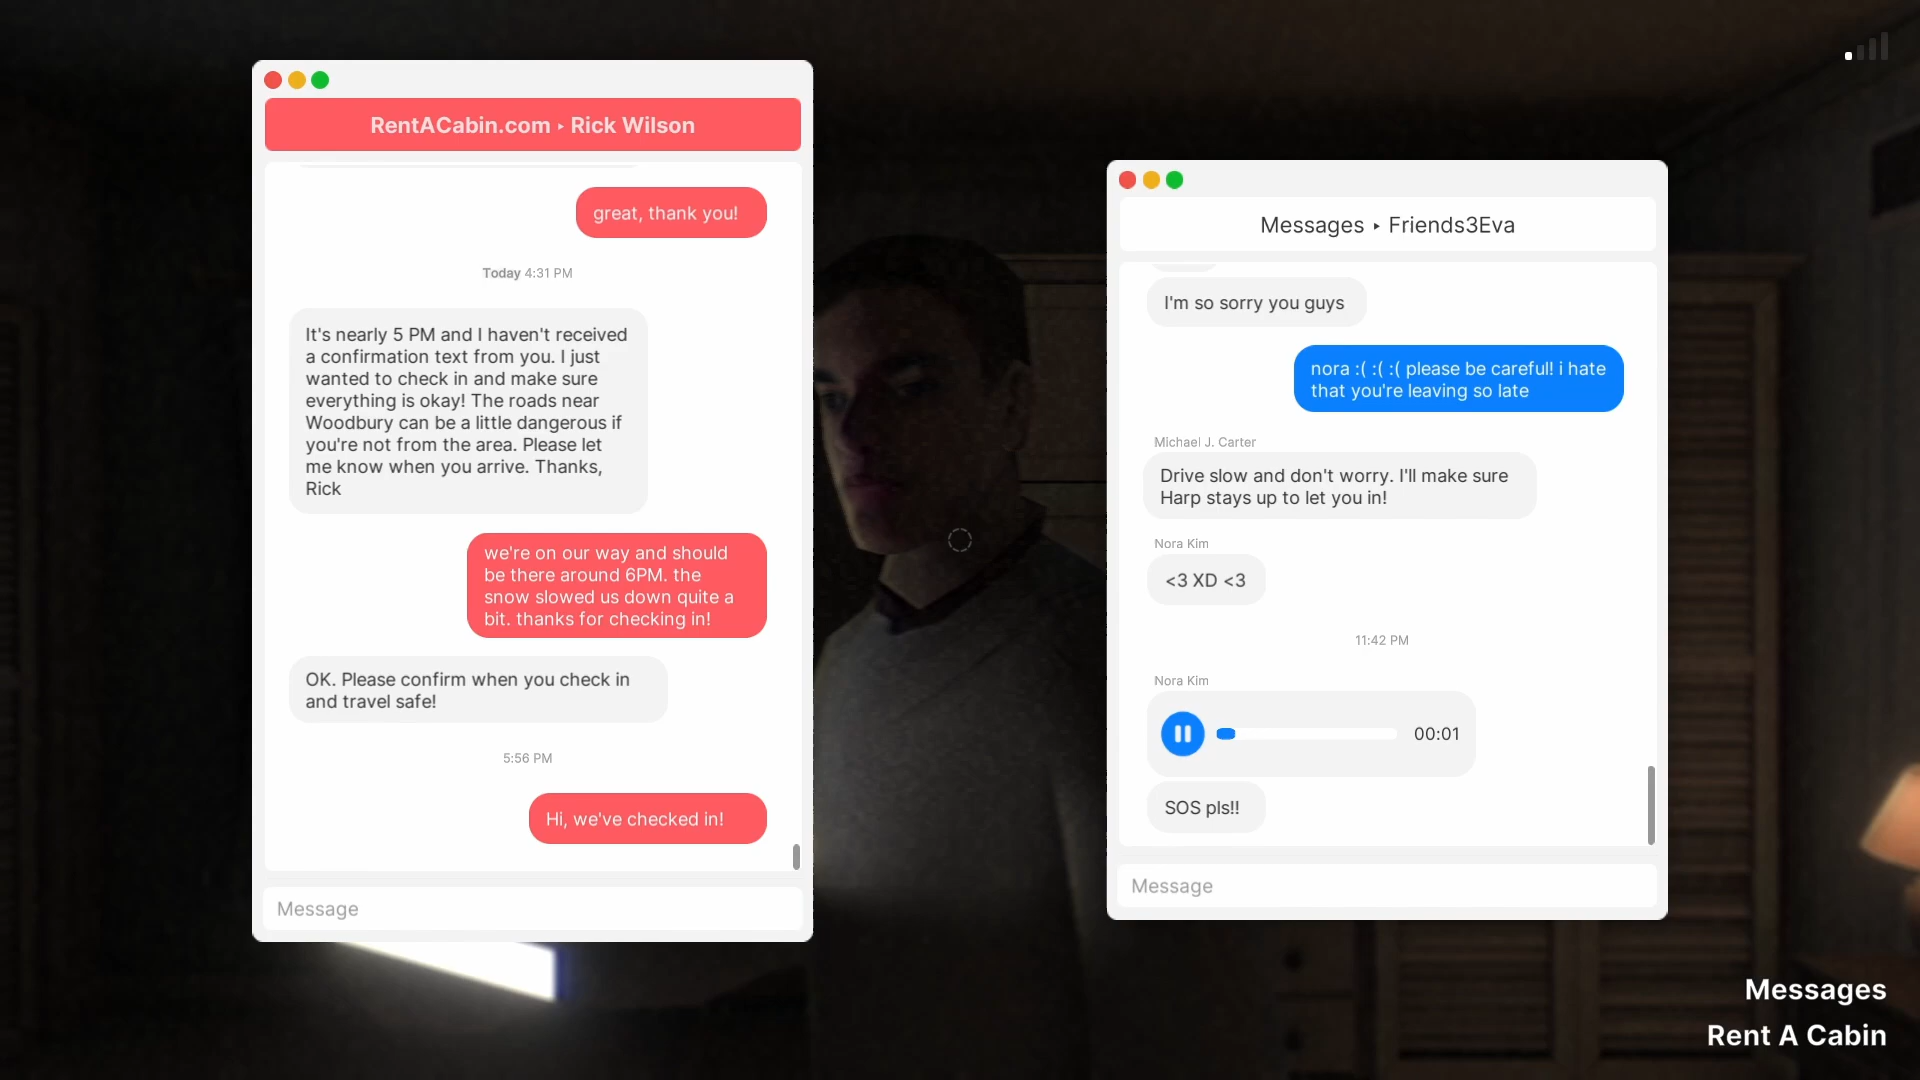 RentACabin.com ‣ Rick Wilson
great, thank you!
Today 4:31 PM
It's nearly 5 PM and I haven't received
a confirmation text from you. I just
wanted to check in and make sure
everything is okay! The roads near
Woodbury can be a little dangerous if
you're not from the area. Please let
me know when you arrive. Thanks,
Rick
we're on our way and should
be there around 6PM. the
snow slowed us down quite a
bit. thanks for checking in!
OK. Please confirm when you check in
and travel safe!
5:56 PM
Hi, we've checked in!
Message
Messages ‣ Friends3Eva
I'm so sorry you guys
nora :( :( :( please be careful! i hate
that you're leaving so late
Michael J. Carter
Drive slow and don't worry. I'll make sure
Harp stays up to let you in!
Nora Kim
<3 XD <3
11:42 PM
Nora Kim
00:01
SOS pls!!
Message
Messages
Rent A Cabin